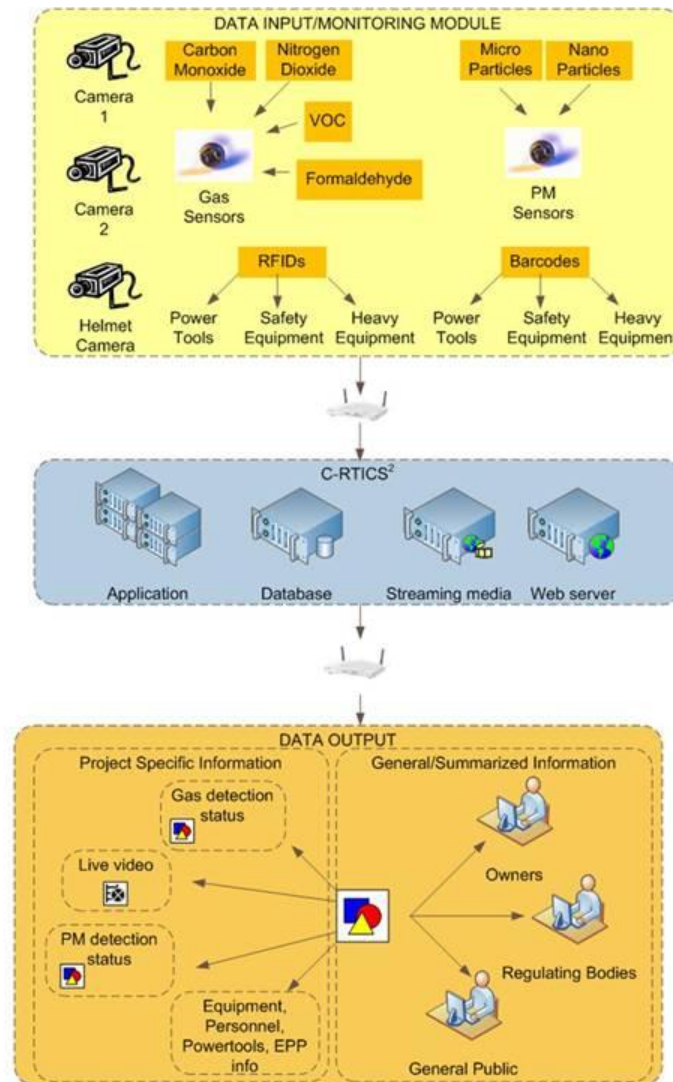 DATA INPUT/MONITORING MODULE
Camera
1
Camera
2
Helmet
Camera
Carbon
Monoxide
Nitrogen
Dioxide
VOC
Formaldehyde
Gas
Sensors
Micro
Particles
Nano
Particles
PM
Sensors
RFIDs
Power
Tools
Safety
Equipment
Heavy
Equipment
Barcodes
Power
Tools
Safety
Equipment
Heavy
Equipmen
C-RTICS²
Application
Database
Streaming media
Web server
DATA OUTPUT
Project Specific Information
Gas detection
status
Live video
PM detection
status
Equipment,
Personnel,
Powertools, EPP
info
General/Summarized Information
Owners
Regulating Bodies
General Public